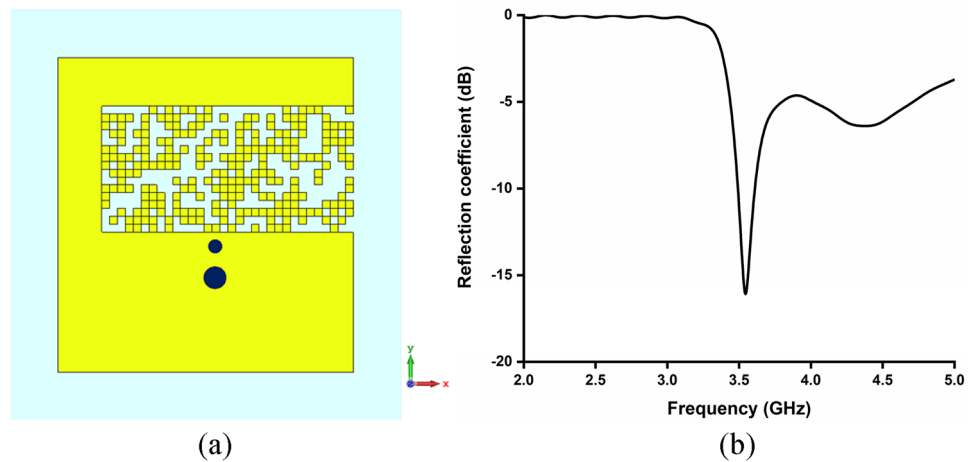 y
x
(a)
0
-5
-10
-15
-20
Reflection coefficient (dB)
2.0 2.5 3.0 3.5 4.0 4.5 5.0
Frequency (GHz)
(b)